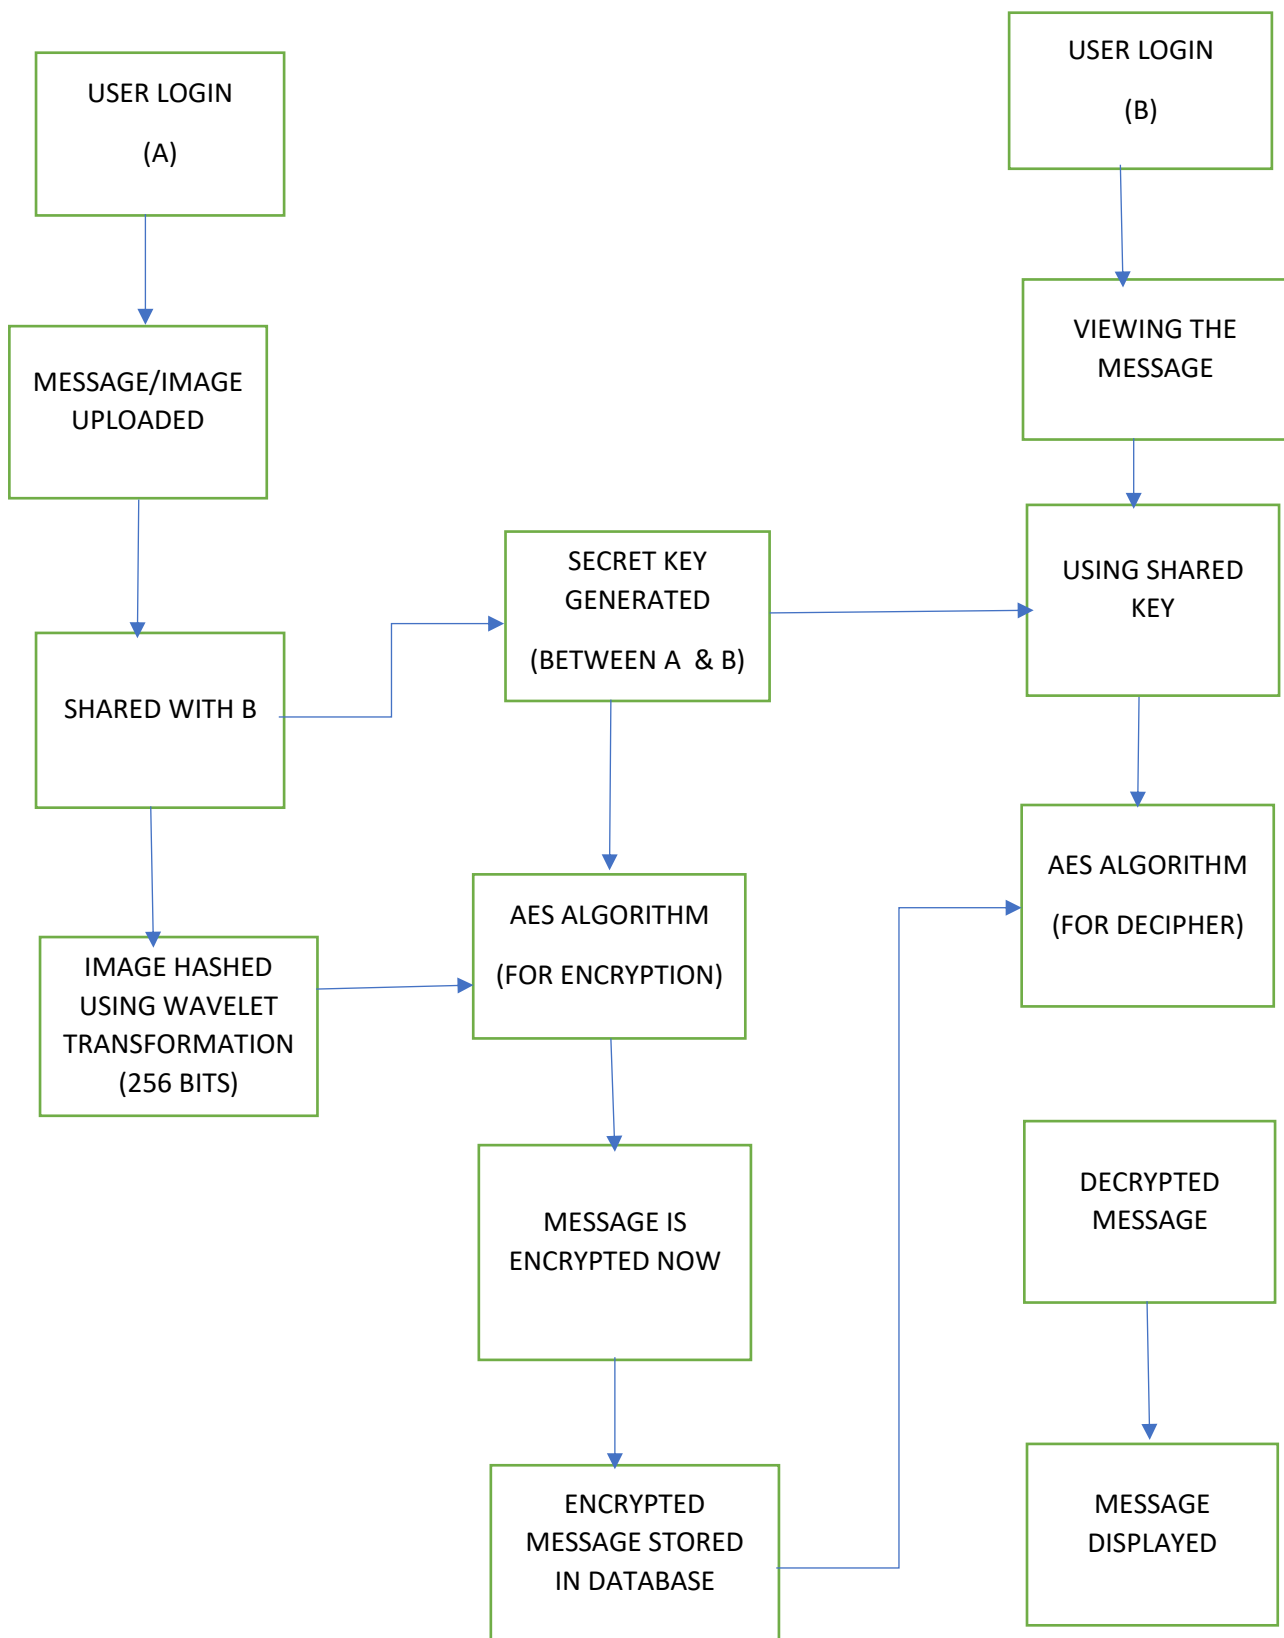 USER LOGIN
(A)
MESSAGE/IMAGE
UPLOADED
SHARED WITH B
IMAGE HASHED
USING WAVELET
TRANSFORMATION
(256 BITS)
SECRET KEY
GENERATED
(BETWEEN A & B)
AES ALGORITHM
(FOR ENCRYPTION)
MESSAGE IS
ENCRYPTED NOW
ENCRYPTED
MESSAGE STORED
IN DATABASE
USER LOGIN
(B)
VIEWING THE
MESSAGE
USING SHARED
KEY
AES ALGORITHM
(FOR DECIPHER)
DECRYPTED
MESSAGE
MESSAGE
DISPLAYED